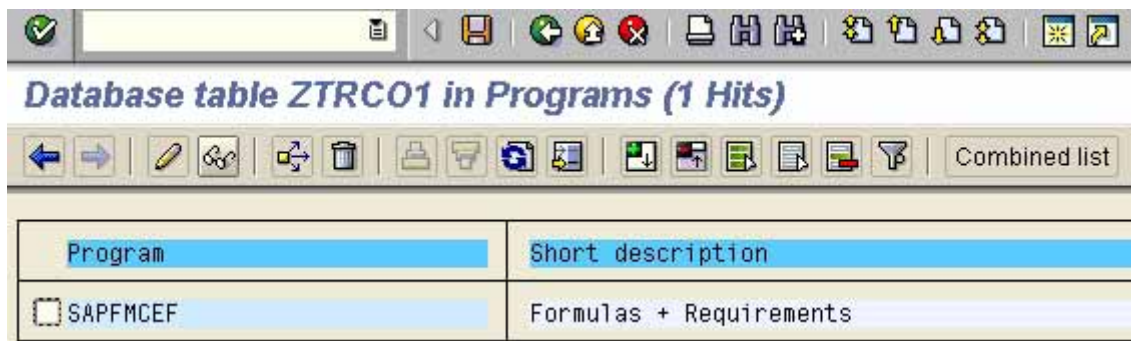 Database table ZTRCO1 in Programs (1 Hits)
Combined list
Program Short description
SAPFMCEF Formulas + Requirements